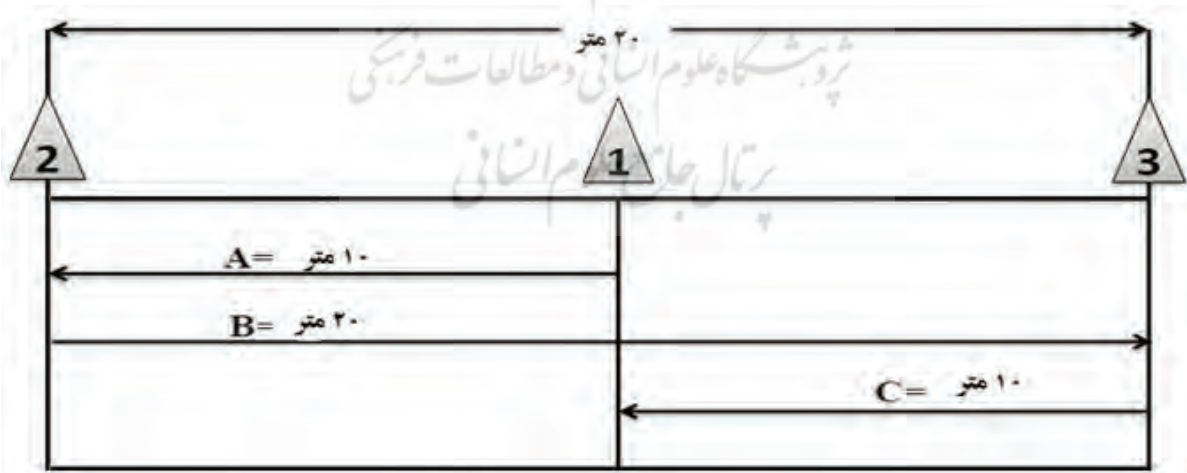 ۲۰ متر
پژوهشگاه علوم انسانی و مطالعات فرهنگی
2
1
3
پرتال جامع علوم انسانی
A= ۱۰ متر
B= ۲۰ متر
C= ۱۰ متر